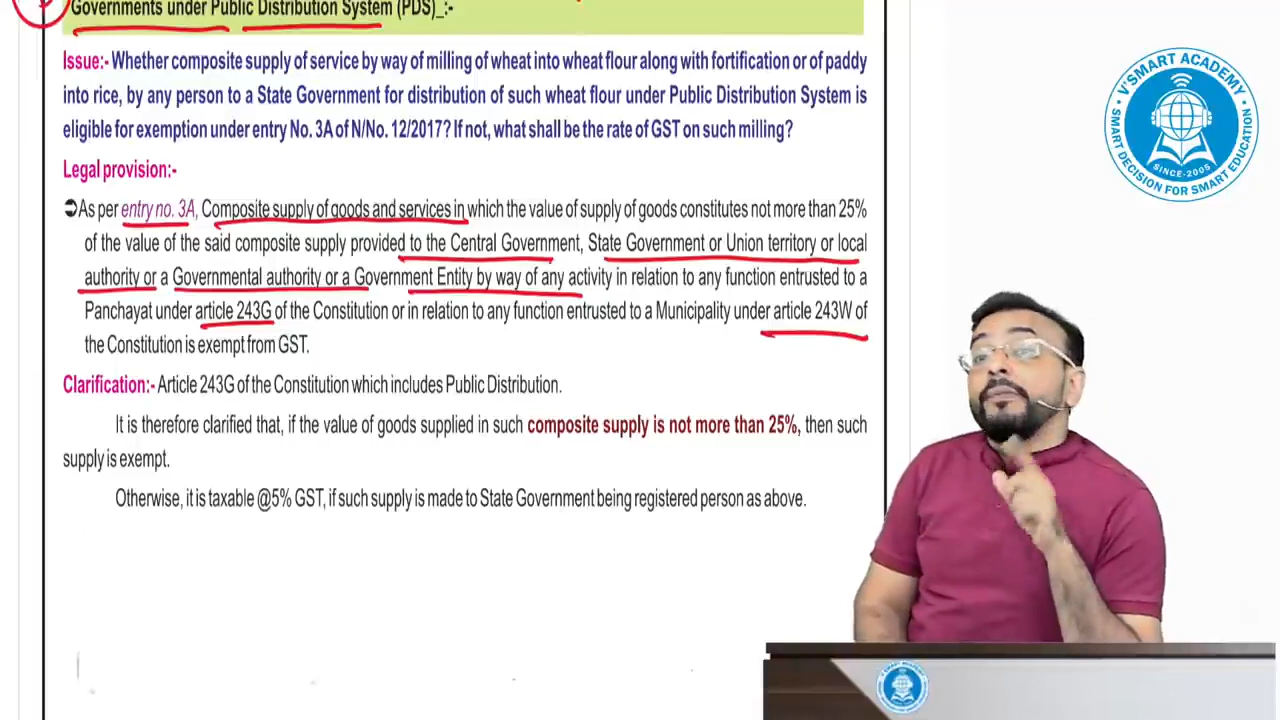 Governments under Public Distribution System (PDS)_:-
Issue:- Whether composite supply of service by way of milling of wheat into wheat flour along with fortification or of paddy
into rice, by any person to a State Government for distribution of such wheat flour under Public Distribution System is
eligible for exemption under entry No. 3A of N/No. 12/2017? If not, what shall be the rate of GST on such milling?
Legal provision:-
➲As per entry no. 3A, Composite supply of goods and services in which the value of supply of goods constitutes not more than 25%
of the value of the said composite supply provided to the Central Government, State Government or Union territory or local
authority or a Governmental authority or a Government Entity by way of any activity in relation to any function entrusted to a
Panchayat under article 243G of the Constitution or in relation to any function entrusted to a Municipality under article 243W of
the Constitution is exempt from GST.
Clarification:- Article 243G of the Constitution which includes Public Distribution.
It is therefore clarified that, if the value of goods supplied in such composite supply is not more than 25%, then such
supply is exempt.
Otherwise, it is taxable @5% GST, if such supply is made to State Government being registered person as above.
V'SMART ACADEMY
SINCE-2005
SMART DECISION FOR SMART EDUCATION